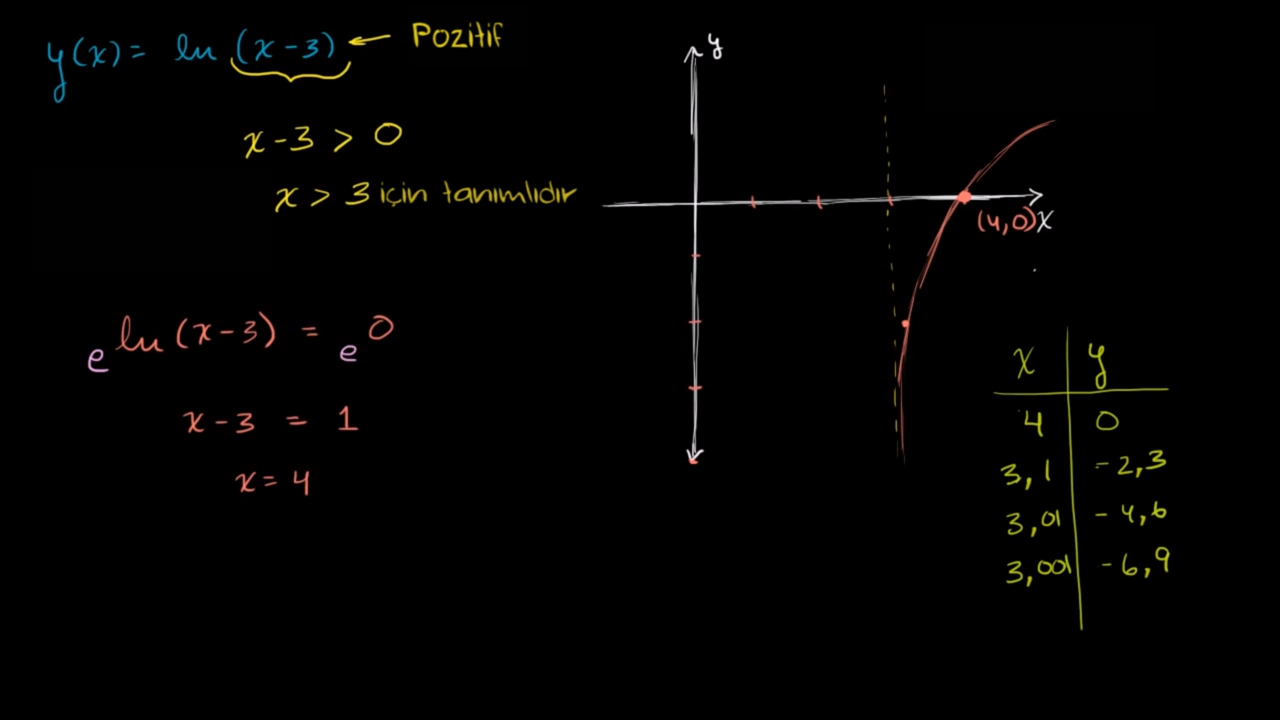 y(x) = ln (x-3) ← Pozitif
x-3 > 0
x > 3 için tanımlıdır
e^ln(x-3) = e^0
x-3 = 1
x = 4
y
x
(4,0)
x y
4 0
3,1 -2,3
3,01 -4,6
3,001 -6,9